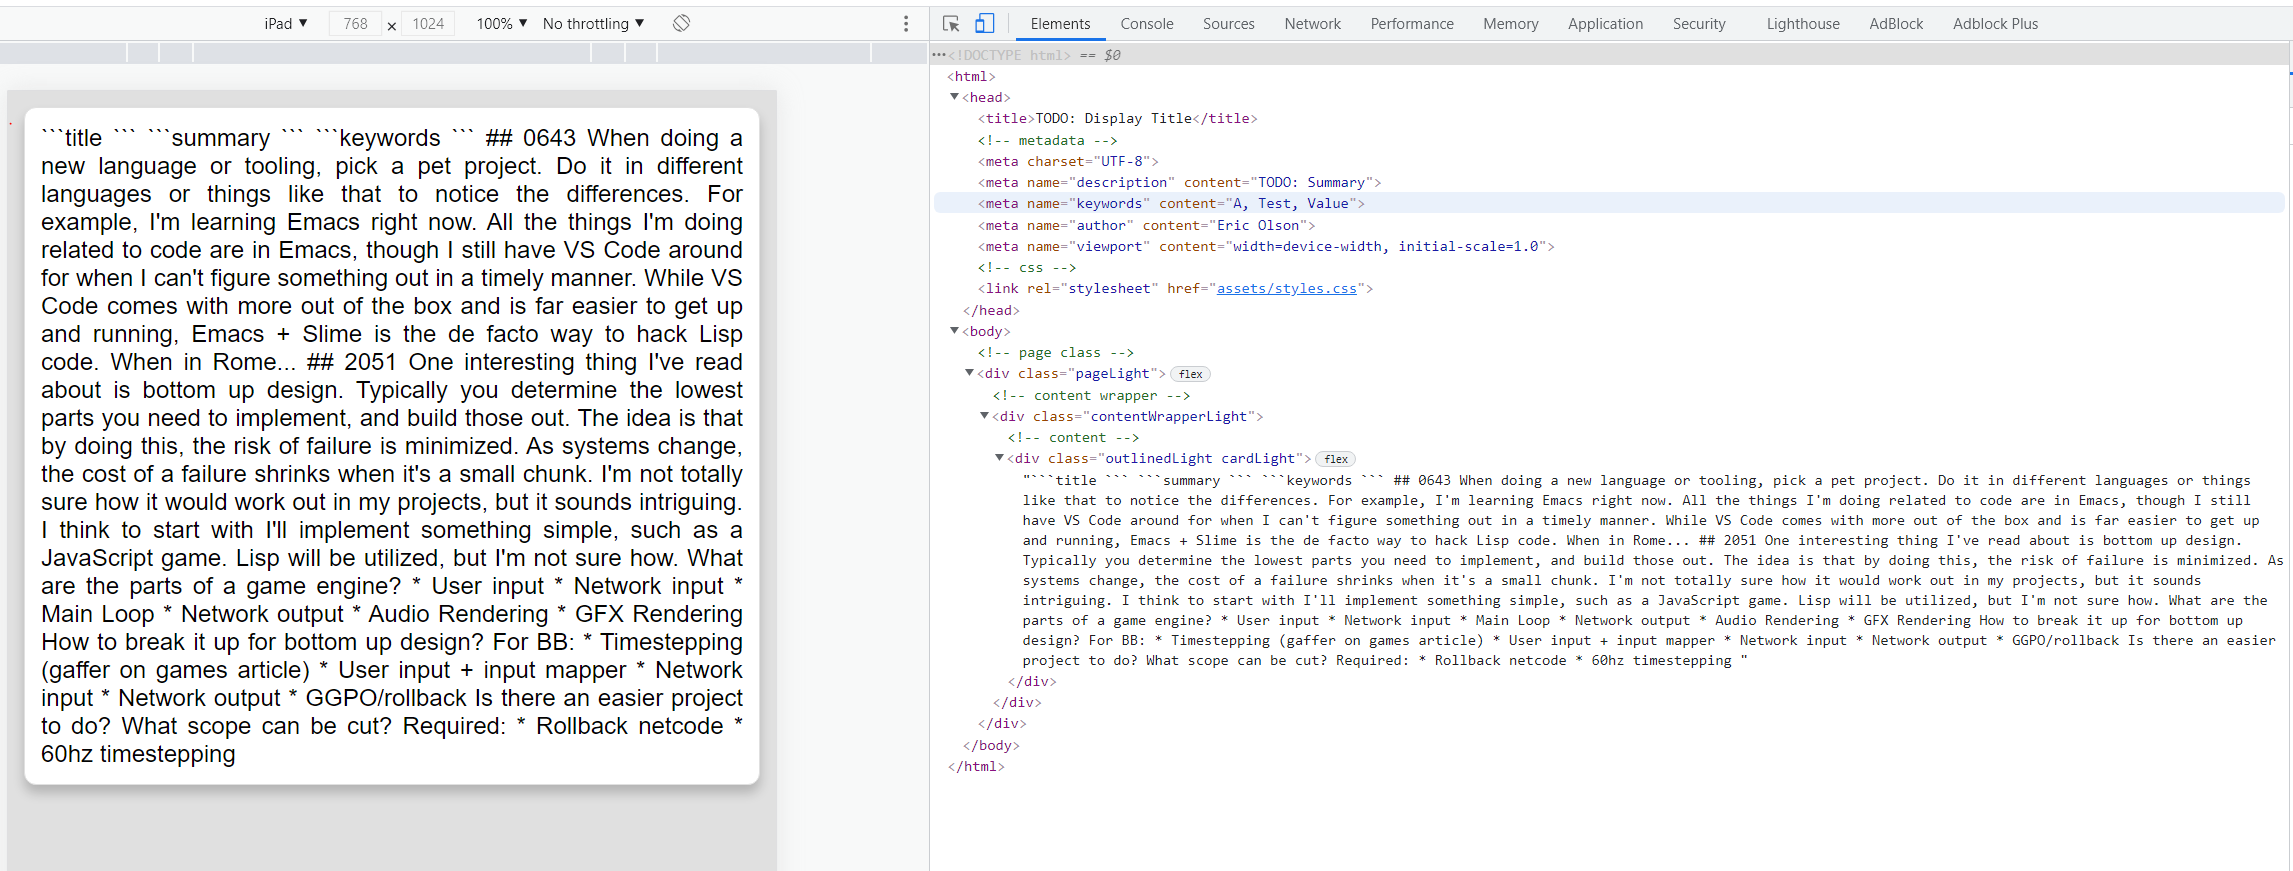 iPad ▼ 768 × 1024 100% ▼ No throttling ▼
```title ``` ```summary ``` ```keywords ``` ## 0643 When doing a
new language or tooling, pick a pet project. Do it in different
languages or things like that to notice the differences. For
example, I'm learning Emacs right now. All the things I'm doing
related to code are in Emacs, though I still have VS Code around
for when I can't figure something out in a timely manner. While VS
Code comes with more out of the box and is far easier to get up
and running, Emacs + Slime is the de facto way to hack Lisp
code. When in Rome... ## 2051 One interesting thing I've read
about is bottom up design. Typically you determine the lowest
parts you need to implement, and build those out. The idea is that
by doing this, the risk of failure is minimized. As systems change,
the cost of a failure shrinks when it's a small chunk. I'm not totally
sure how it would work out in my projects, but it sounds intriguing.
I think to start with I'll implement something simple, such as a
JavaScript game. Lisp will be utilized, but I'm not sure how. What
are the parts of a game engine? * User input * Network input *
Main Loop * Network output * Audio Rendering * GFX Rendering
How to break it up for bottom up design? For BB: * Timestepping
(gaffer on games article) * User input + input mapper * Network
input * Network output * GGPO/rollback Is there an easier project
to do? What scope can be cut? Required: * Rollback netcode *
60hz timestepping
Elements Console Sources Network Performance Memory Application Security Lighthouse AdBlock Adblock Plus
<!DOCTYPE html> == $0
<html>
<head>
<title>TODO: Display Title</title>
<!-- metadata -->
<meta charset="UTF-8">
<meta name="description" content="TODO: Summary">
<meta name="keywords" content="A, Test, Value">
<meta name="author" content="Eric Olson">
<meta name="viewport" content="width=device-width, initial-scale=1.0">
<!-- css -->
<link rel="stylesheet" href="assets/styles.css">
</head>
<body>
<!-- page class -->
<div class="pageLight"> flex
<!-- content wrapper -->
<div class="contentWrapperLight">
<!-- content -->
<div class="outlinedLight cardLight"> flex
"```title ``` ```summary ``` ```keywords ``` ## 0643 When doing a new language or tooling, pick a pet project. Do it in different languages or things
like that to notice the differences. For example, I'm learning Emacs right now. All the things I'm doing related to code are in Emacs, though I still
have VS Code around for when I can't figure something out in a timely manner. While VS Code comes with more out of the box and is far easier to get up
and running, Emacs + Slime is the de facto way to hack Lisp code. When in Rome... ## 2051 One interesting thing I've read about is bottom up design.
Typically you determine the lowest parts you need to implement, and build those out. The idea is that by doing this, the risk of failure is minimized. As
systems change, the cost of a failure shrinks when it's a small chunk. I'm not totally sure how it would work out in my projects, but it sounds
intriguing. I think to start with I'll implement something simple, such as a JavaScript game. Lisp will be utilized, but I'm not sure how. What are the
parts of a game engine? * User input * Network input * Main Loop * Network output * Audio Rendering * GFX Rendering How to break it up for bottom up
design? For BB: * Timestepping (gaffer on games article) * User input + input mapper * Network input * Network output * GGPO/rollback Is there an easier
project to do? What scope can be cut? Required: * Rollback netcode * 60hz timestepping "
</div>
</div>
</div>
</body>
</html>